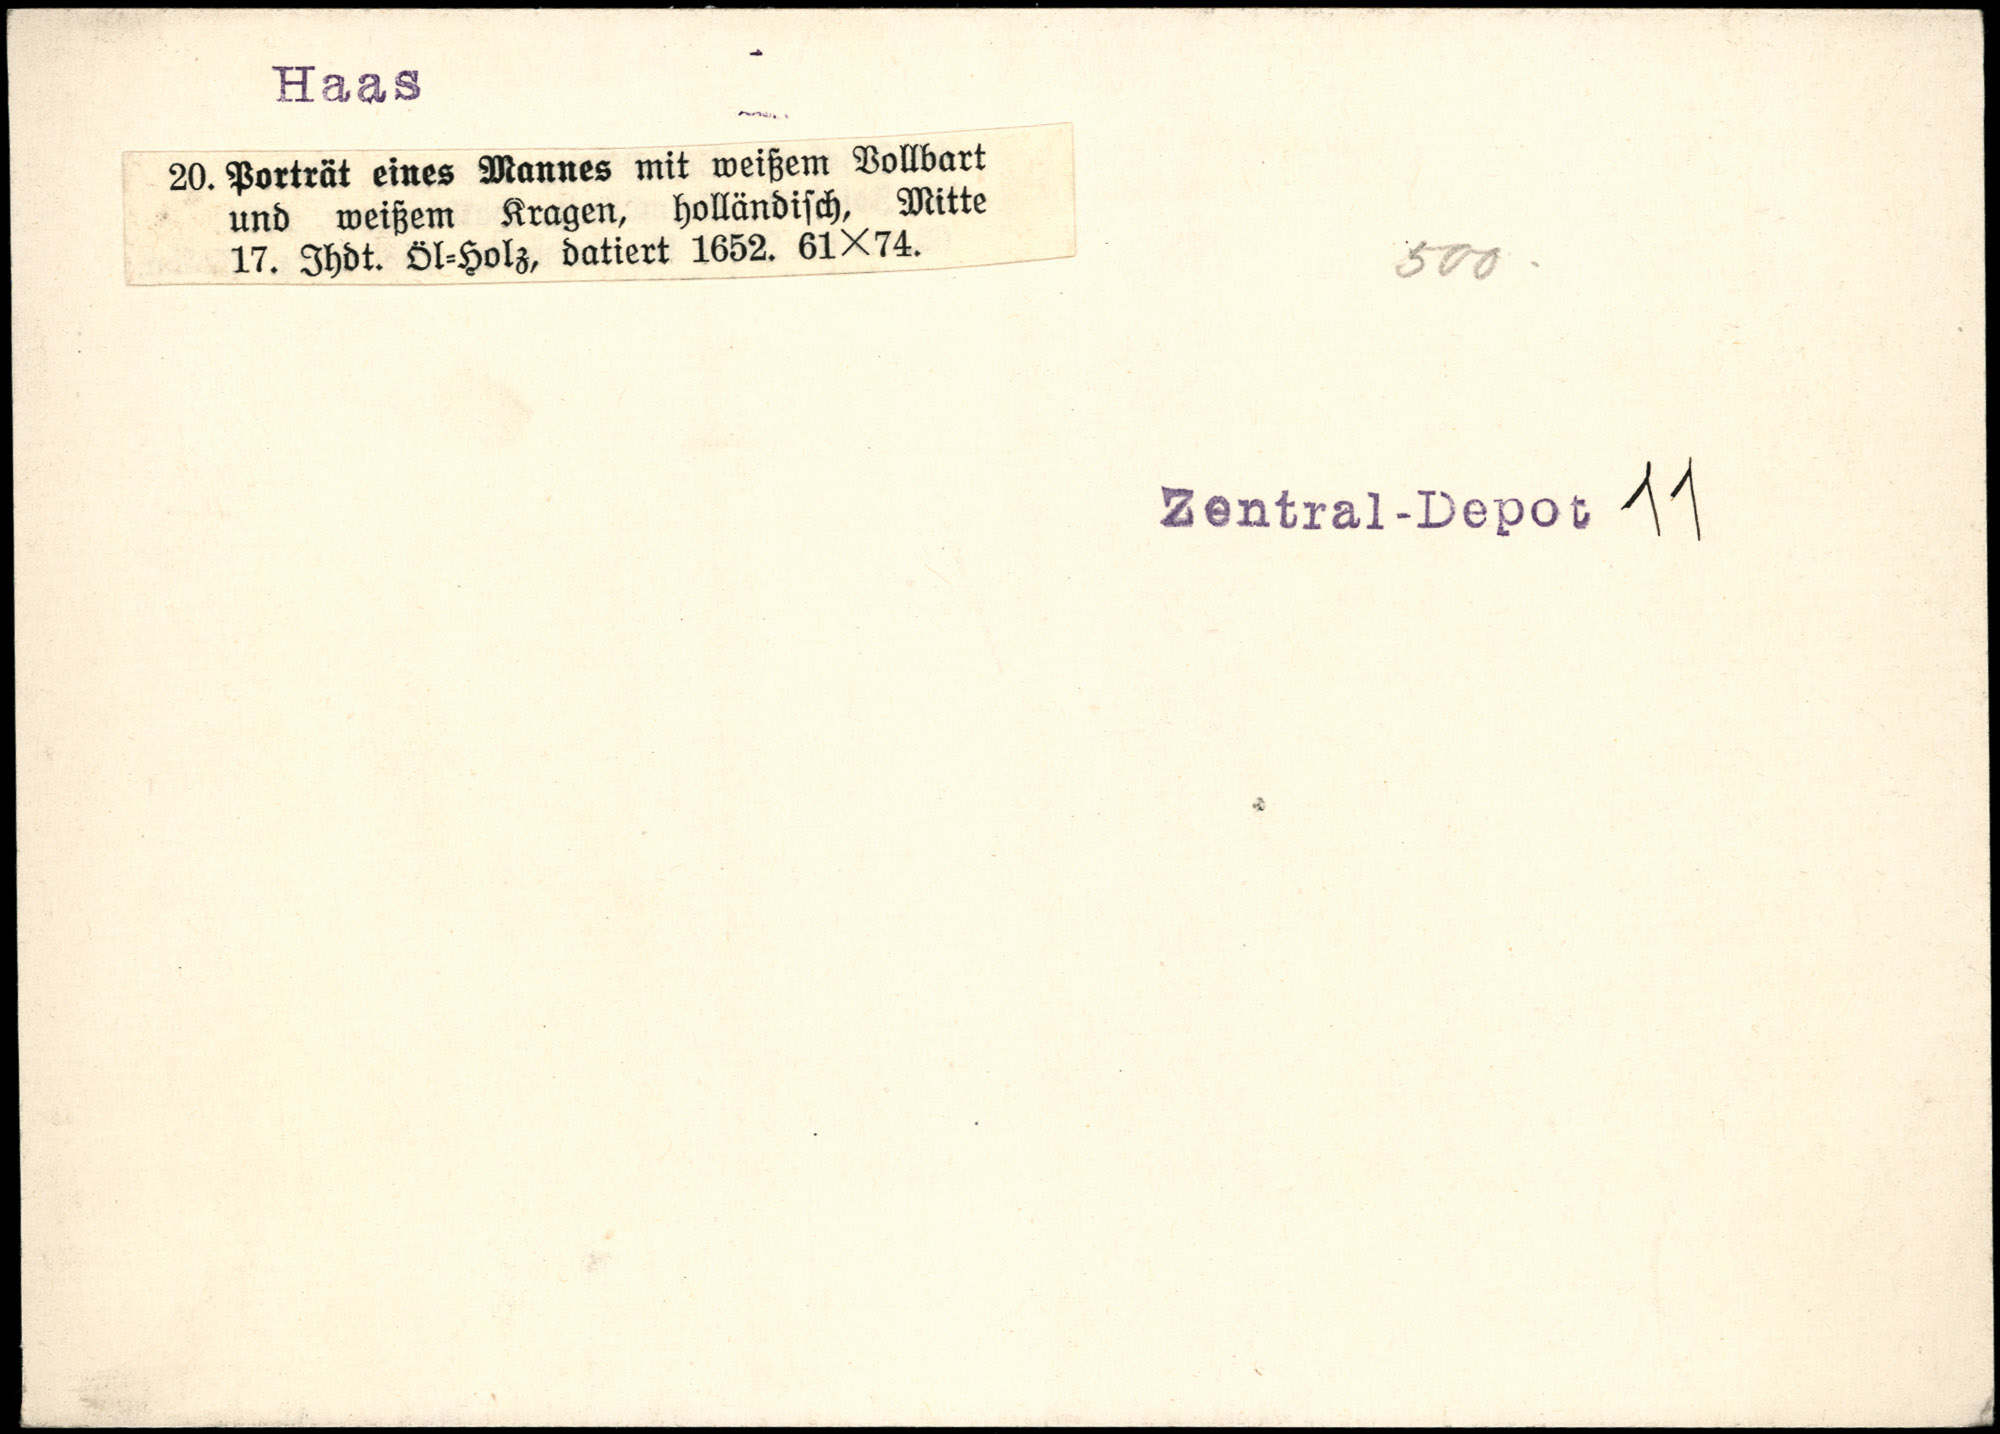 Haas
20. Porträt eines Mannes mit weißem Vollbart
und weißem Kragen, holländisch, Mitte
17. Jhdt. Öl=Holz, datiert 1652. 61×74.
500.
Zentral-Depot 11